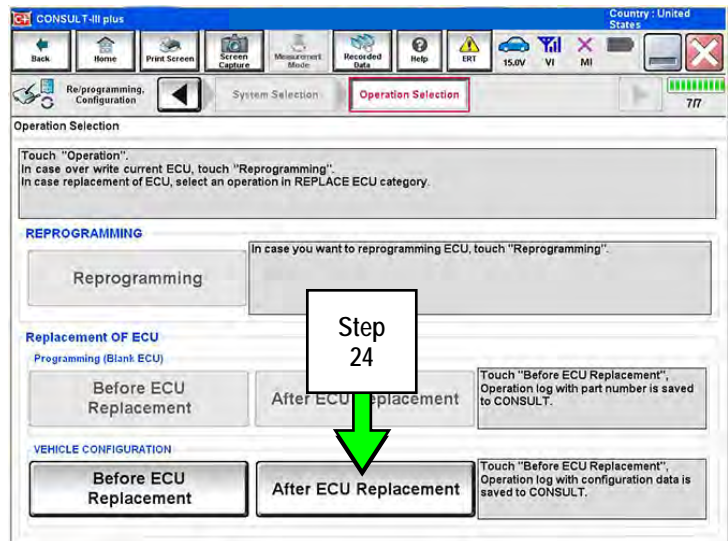 CONSULT-III plus
Country : United States
Back
Home
Print Screen
Screen Capture
Measurement Mode
Recorded Data
Help
ERT
15.0V
VI
MI
Re/programming, Configuration
System Selection
Operation Selection
7/7
Operation Selection
Touch "Operation".
In case over write current ECU, touch "Reprogramming".
In case replacement of ECU, select an operation in REPLACE ECU category.
REPROGRAMMING
Reprogramming
In case you want to reprogramming ECU, touch "Reprogramming".
Step
24
Replacement OF ECU
Programming (Blank ECU)
Before ECU
Replacement
After ECU Replacement
Touch "Before ECU Replacement",
Operation log with part number is saved
to CONSULT.
VEHICLE CONFIGURATION
Before ECU
Replacement
After ECU Replacement
Touch "Before ECU Replacement",
Operation log with configuration data is
saved to CONSULT.